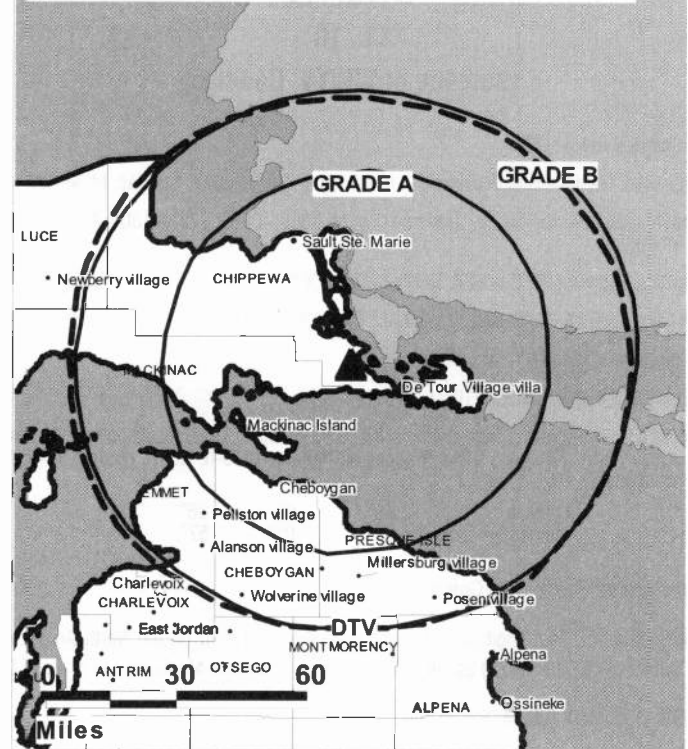 GRADE A
GRADE B
LUCE
Sault Ste. Marie
Newberry village
CHIPPEWA
MACKINAC
De Tour Village villa
Mackinac Island
Cheboygan
EMMET
Pellston village
PRESQUE ISLE
Alanson village
Millersburg village
CHEBOYGAN
Charlevoix
Wolverine village
Posen village
CHARLEVOIX
DTV
East Jordan
MONTMORENCY
Alpena
ANTRIM
OTSEGO
0 30 60
Ossineke
ALPENA
Miles